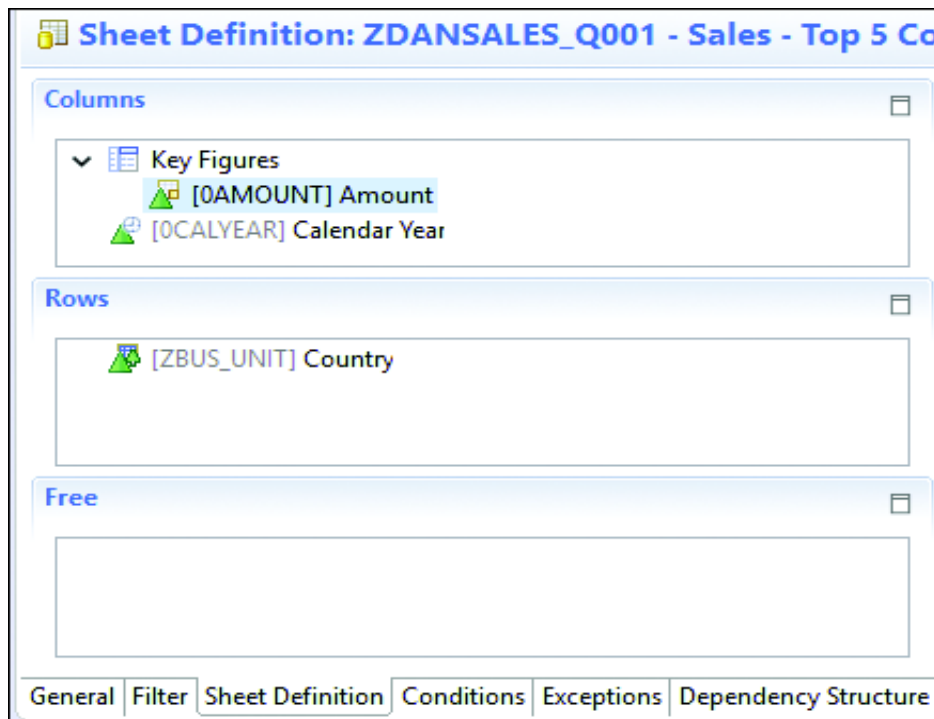 Sheet Definition: ZDANSALES_Q001 - Sales - Top 5 Co
Columns
Key Figures
[0AMOUNT] Amount
[0CALYEAR] Calendar Year
Rows
[ZBUS_UNIT] Country
Free
General Filter Sheet Definition Conditions Exceptions Dependency Structure